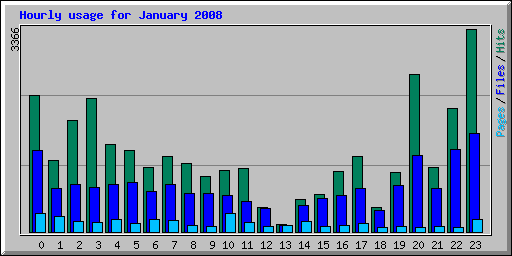 Hourly usage for January 2008
3366
Pages / Files / Hits
0 1 2 3 4 5 6 7 8 9 10 11 12 13 14 15 16 17 18 19 20 21 22 23